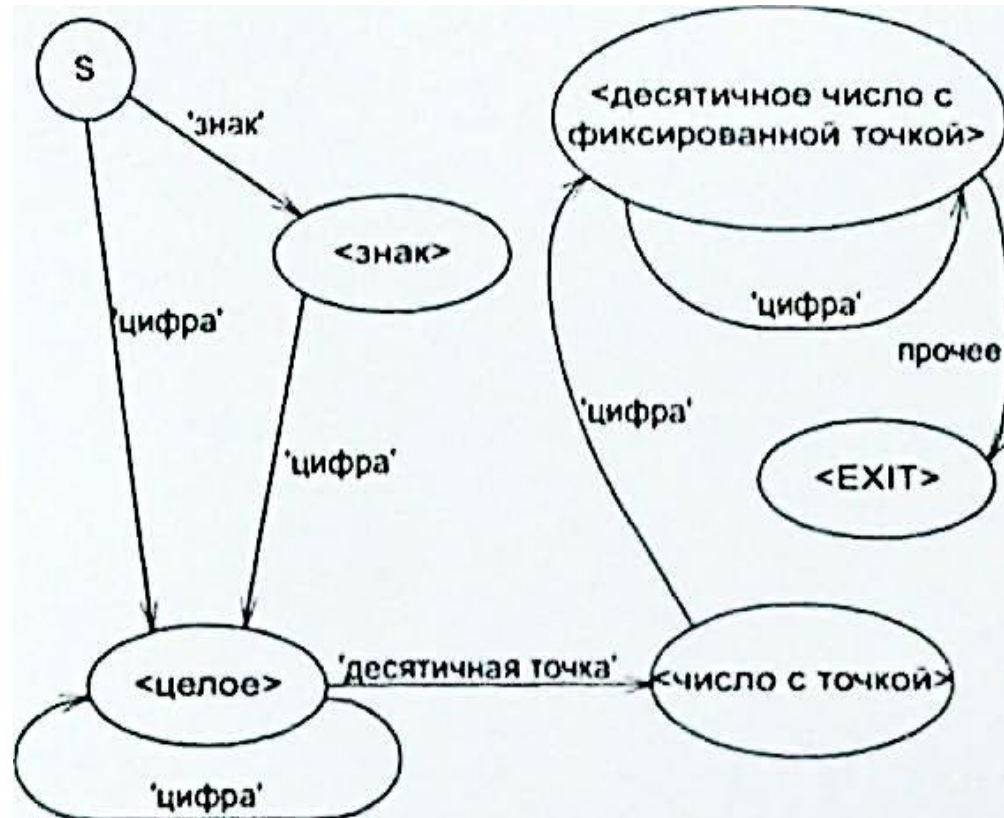 S
'знак'
<знак>
'цифра'
'цифра'
<целое>
'цифра'
'десятичная точка'
<число с точкой>
'цифра'
<десятичное число с
фиксированной точкой>
'цифра'
прочее
<EXIT>